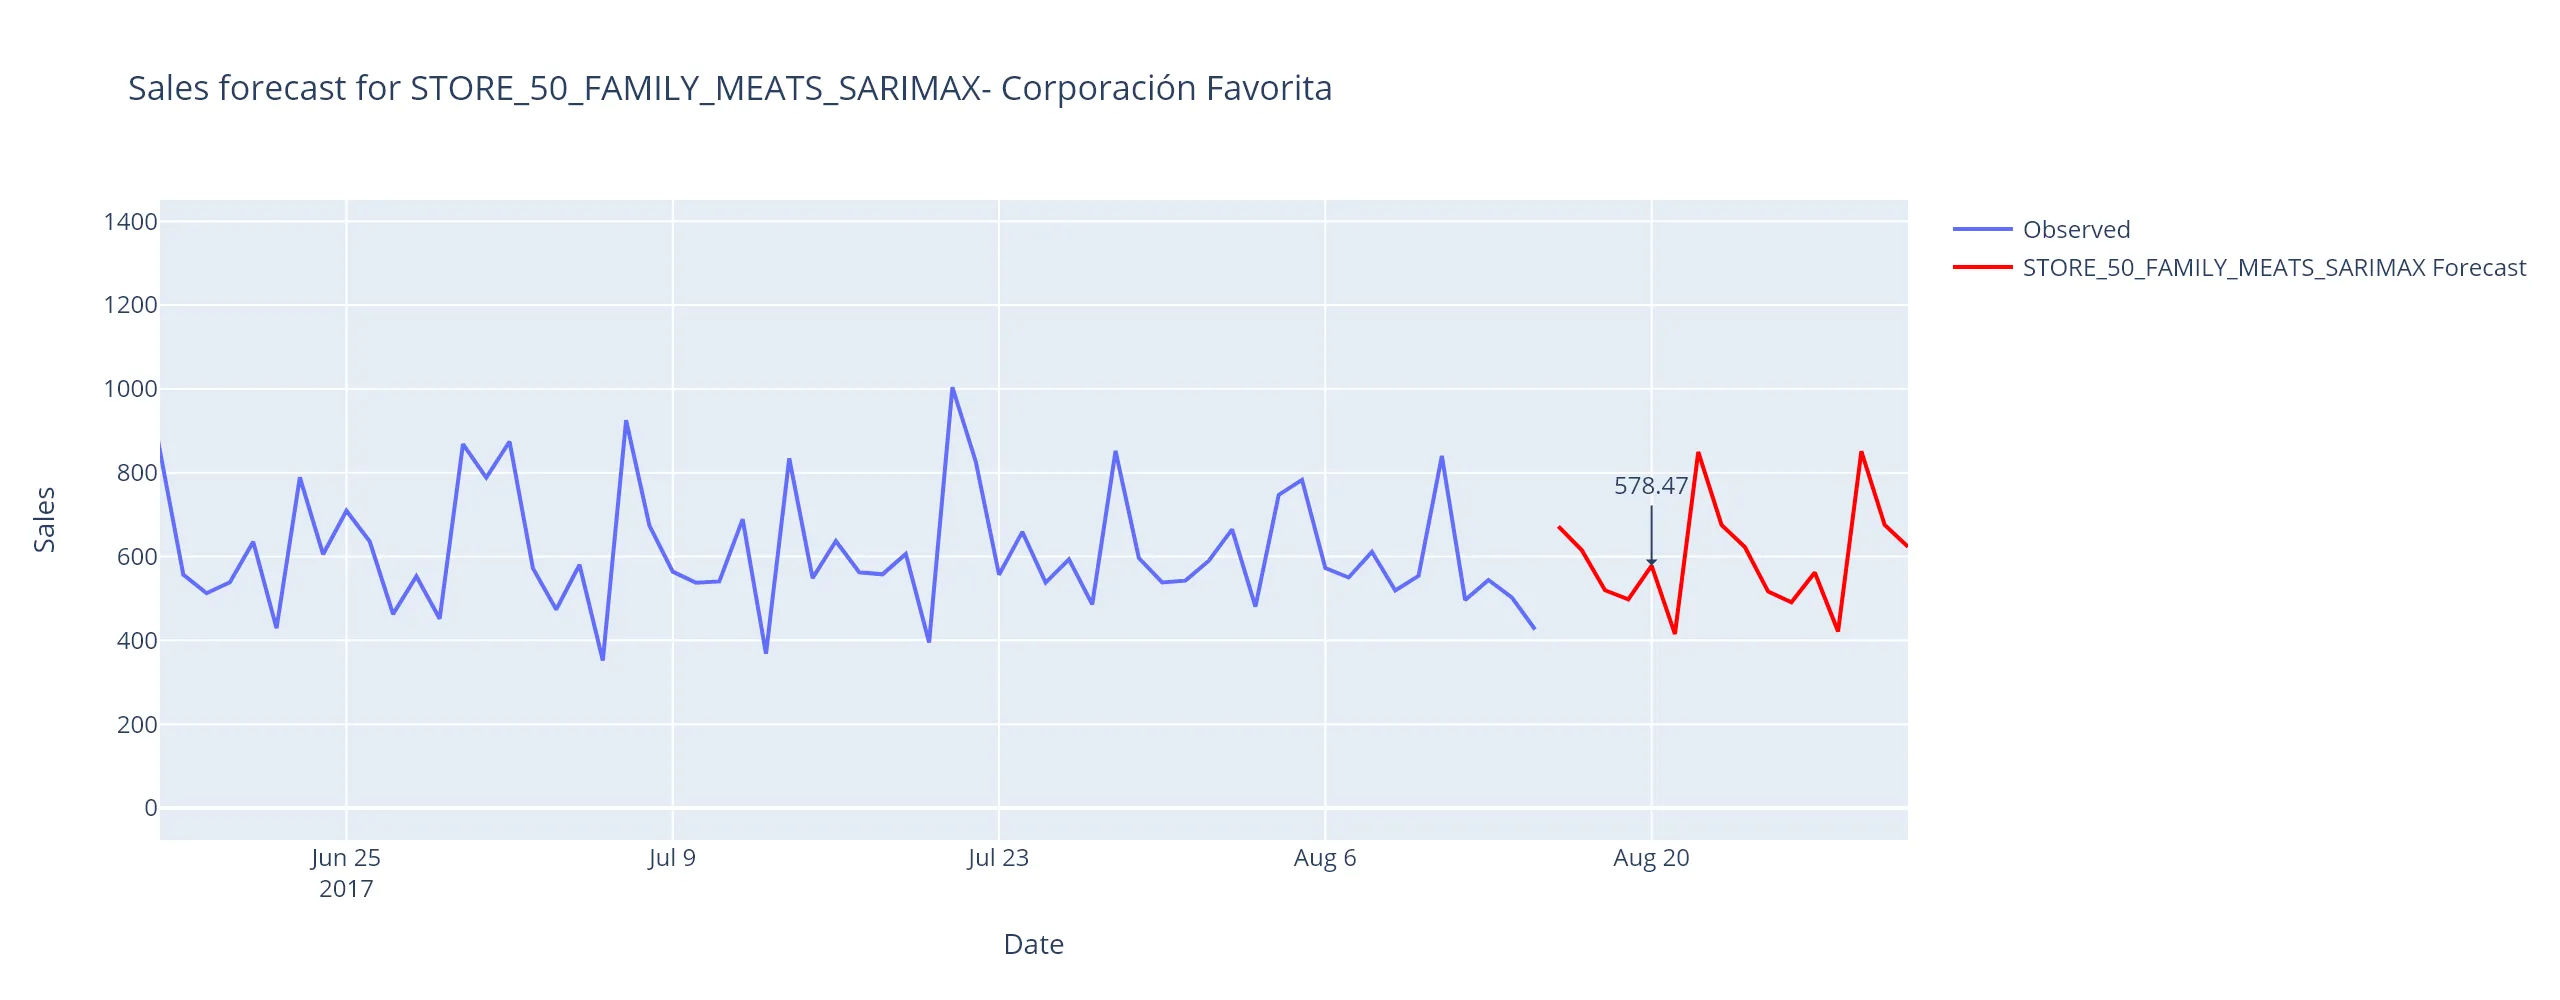 Sales forecast for STORE_50_FAMILY_MEATS_SARIMAX- Corporación Favorita
1400
1200
1000
800
600
400
200
0
Sales
578.47
Jun 25
2017
Jul 9
Jul 23
Aug 6
Aug 20
Date
Observed
STORE_50_FAMILY_MEATS_SARIMAX Forecast